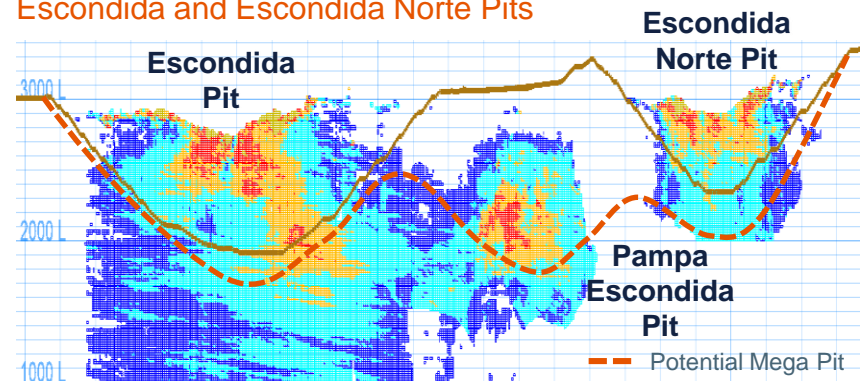 Escondida and Escondida Norte Pits
Escondida
Norte Pit
Escondida
Pit
3000 L
2000 L
Pampa
Escondida
Pit
Potential Mega Pit
1000 L